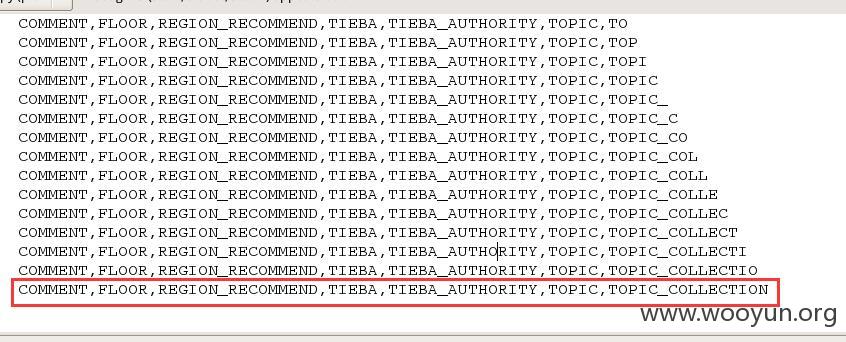 COMMENT,FLOOR,REGION_RECOMMEND,TIEBA,TIEBA_AUTHORITY,TOPIC,TO
COMMENT,FLOOR,REGION_RECOMMEND,TIEBA,TIEBA_AUTHORITY,TOPIC,TOP
COMMENT,FLOOR,REGION_RECOMMEND,TIEBA,TIEBA_AUTHORITY,TOPIC,TOPI
COMMENT,FLOOR,REGION_RECOMMEND,TIEBA,TIEBA_AUTHORITY,TOPIC,TOPIC
COMMENT,FLOOR,REGION_RECOMMEND,TIEBA,TIEBA_AUTHORITY,TOPIC,TOPIC_
COMMENT,FLOOR,REGION_RECOMMEND,TIEBA,TIEBA_AUTHORITY,TOPIC,TOPIC_C
COMMENT,FLOOR,REGION_RECOMMEND,TIEBA,TIEBA_AUTHORITY,TOPIC,TOPIC_CO
COMMENT,FLOOR,REGION_RECOMMEND,TIEBA,TIEBA_AUTHORITY,TOPIC,TOPIC_COL
COMMENT,FLOOR,REGION_RECOMMEND,TIEBA,TIEBA_AUTHORITY,TOPIC,TOPIC_COLL
COMMENT,FLOOR,REGION_RECOMMEND,TIEBA,TIEBA_AUTHORITY,TOPIC,TOPIC_COLLE
COMMENT,FLOOR,REGION_RECOMMEND,TIEBA,TIEBA_AUTHORITY,TOPIC,TOPIC_COLLEC
COMMENT,FLOOR,REGION_RECOMMEND,TIEBA,TIEBA_AUTHORITY,TOPIC,TOPIC_COLLECT
COMMENT,FLOOR,REGION_RECOMMEND,TIEBA,TIEBA_AUTHORITY,TOPIC,TOPIC_COLLECTI
COMMENT,FLOOR,REGION_RECOMMEND,TIEBA,TIEBA_AUTHORITY,TOPIC,TOPIC_COLLECTIO
COMMENT,FLOOR,REGION_RECOMMEND,TIEBA,TIEBA_AUTHORITY,TOPIC,TOPIC_COLLECTION
www.wooyun.org